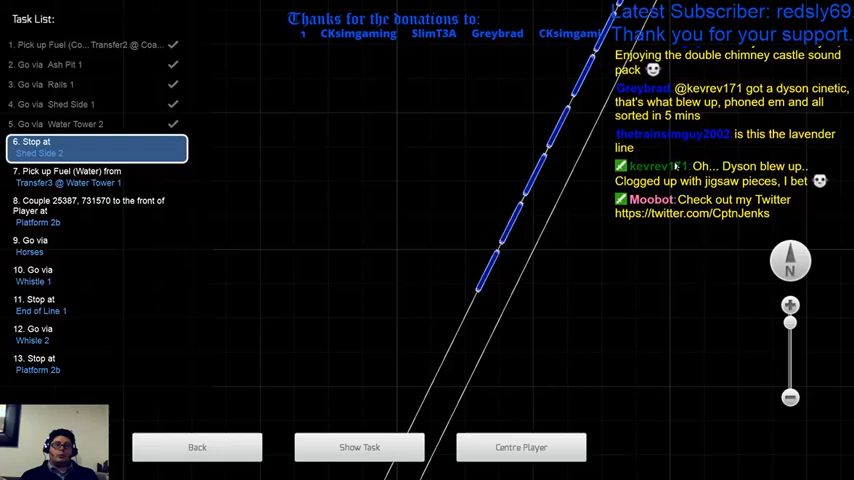 Task List:
1. Pick up Fuel (Co... Transfer2 @ Coa...
2. Go via Ash Pit 1
3. Go via Rails 1
4. Go via Shed Side 1
5. Go via Water Tower 2
6. Stop at
Shed Side 2
7. Pick up Fuel (Water) from
Transfer3 @ Water Tower 1
8. Couple 25387, 731570 to the front of
Player at
Platform 2b
9. Go via
Horses
10. Go via
Whistle 1
11. Stop at
End of Line 1
12. Go via
Whisle 2
13. Stop at
Platform 2b
Thanks for the donations to:
CKsimgaming SlimT3A Greybrad CKsimgami
Latest Subscriber: redsly69.
Thank you for your support.
Enjoying the double chimney castle sound
pack
Greybrad: @kevrev171 got a dyson cinetic,
that's what blew up, phoned em and all
sorted in 5 mins
thetrainsimguy2002: is this the lavender
line
kevrev171: Oh... Dyson blew up..
Clogged up with jigsaw pieces, I bet
Moobot: Check out my Twitter
https://twitter.com/CptnJenks
N
Back
Show Task
Centre Player